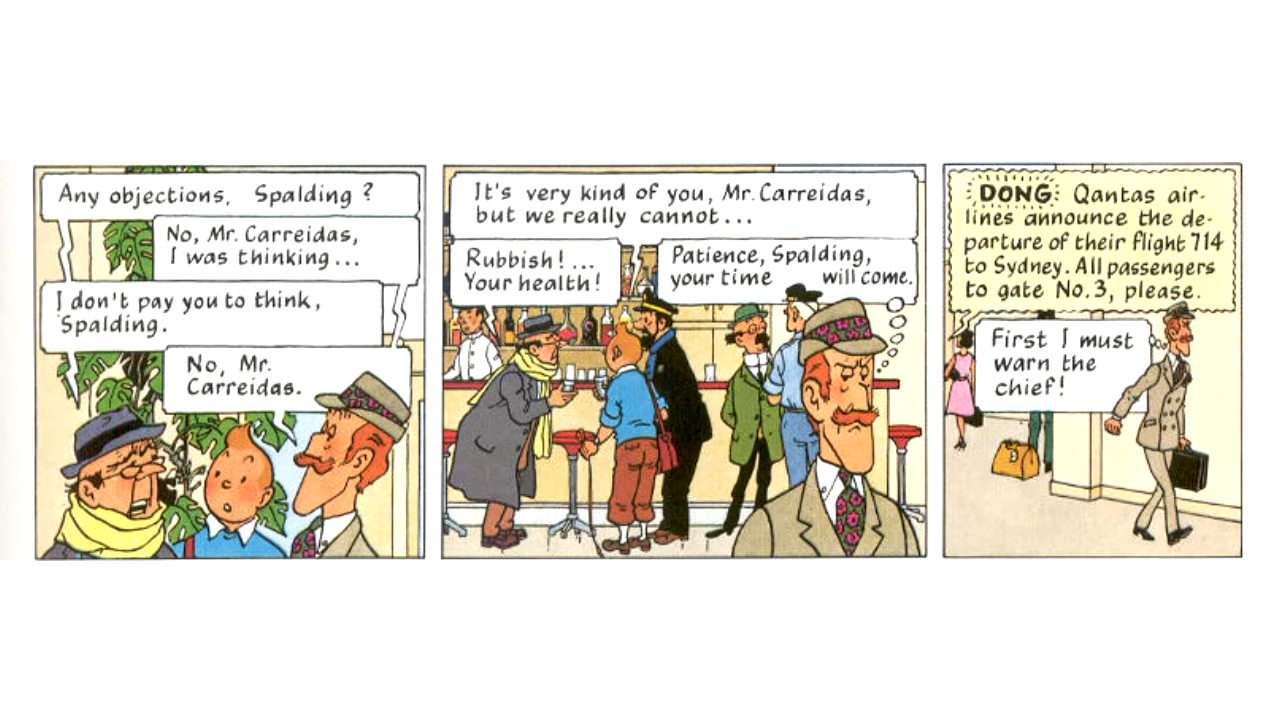 Any objections, Spalding ?
No, Mr. Carreidas,
I was thinking ...
I don't pay you to think,
Spalding.
No, Mr.
Carreidas.
It's very kind of you, Mr. Carreidas,
but we really cannot ...
Rubbish ! ...
Your health !
Patience, Spalding,
your time will come.
DONG: Qantas air-
lines announce the de-
parture of their flight 714
to Sydney. All passengers
to gate No. 3, please.
First I must
warn the
chief !